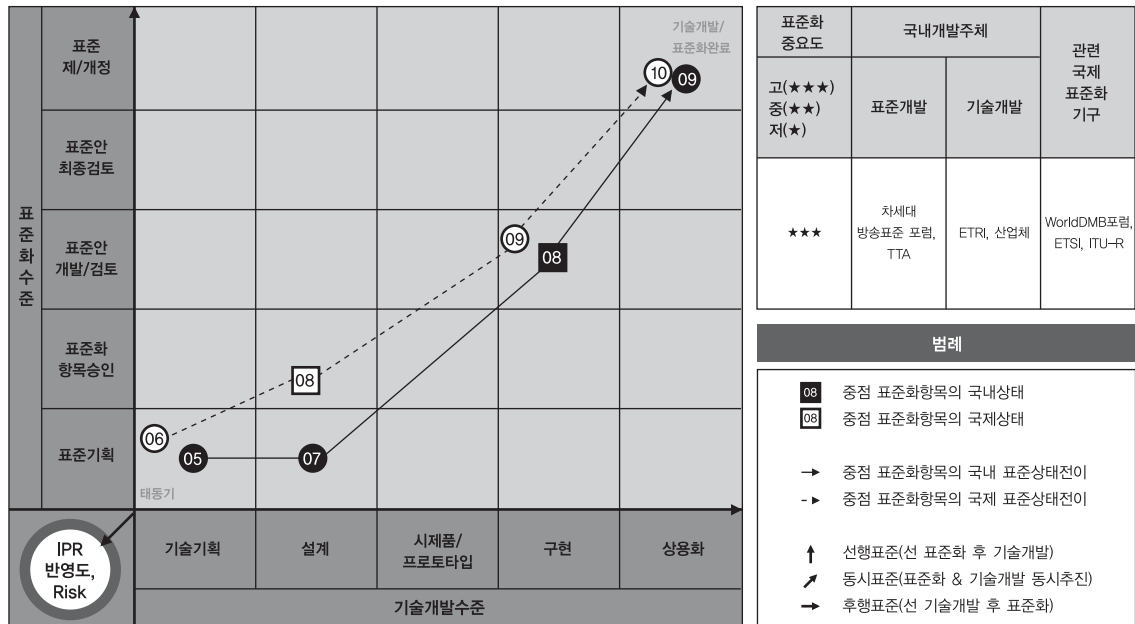 표준화수준
표준
제/개정
표준안
최종검토
표준안
개발/검토
표준화
항목승인
표준기획
기술개발/
표준화완료
10
09
09
08
08
06
05
07
태동기
IPR
반영도,
Risk
기술기획
설계
시제품/
프로토타입
구현
상용화
기술개발수준
표준화
중요도
국내개발주체
관련
국제
표준화
기구
고(★★★)
중(★★)
저(★)
표준개발
기술개발
★★★
차세대
방송표준 포럼,
TTA
ETRI, 산업체
WorldDMB포럼,
ETSI, ITU-R
범례
08 중점 표준화항목의 국내상태
08 중점 표준화항목의 국제상태
→ 중점 표준화항목의 국내 표준상태전이
-► 중점 표준화항목의 국제 표준상태전이
↑ 선행표준(선 표준화 후 기술개발)
↗ 동시표준(표준화 & 기술개발 동시추진)
→ 후행표준(선 기술개발 후 표준화)